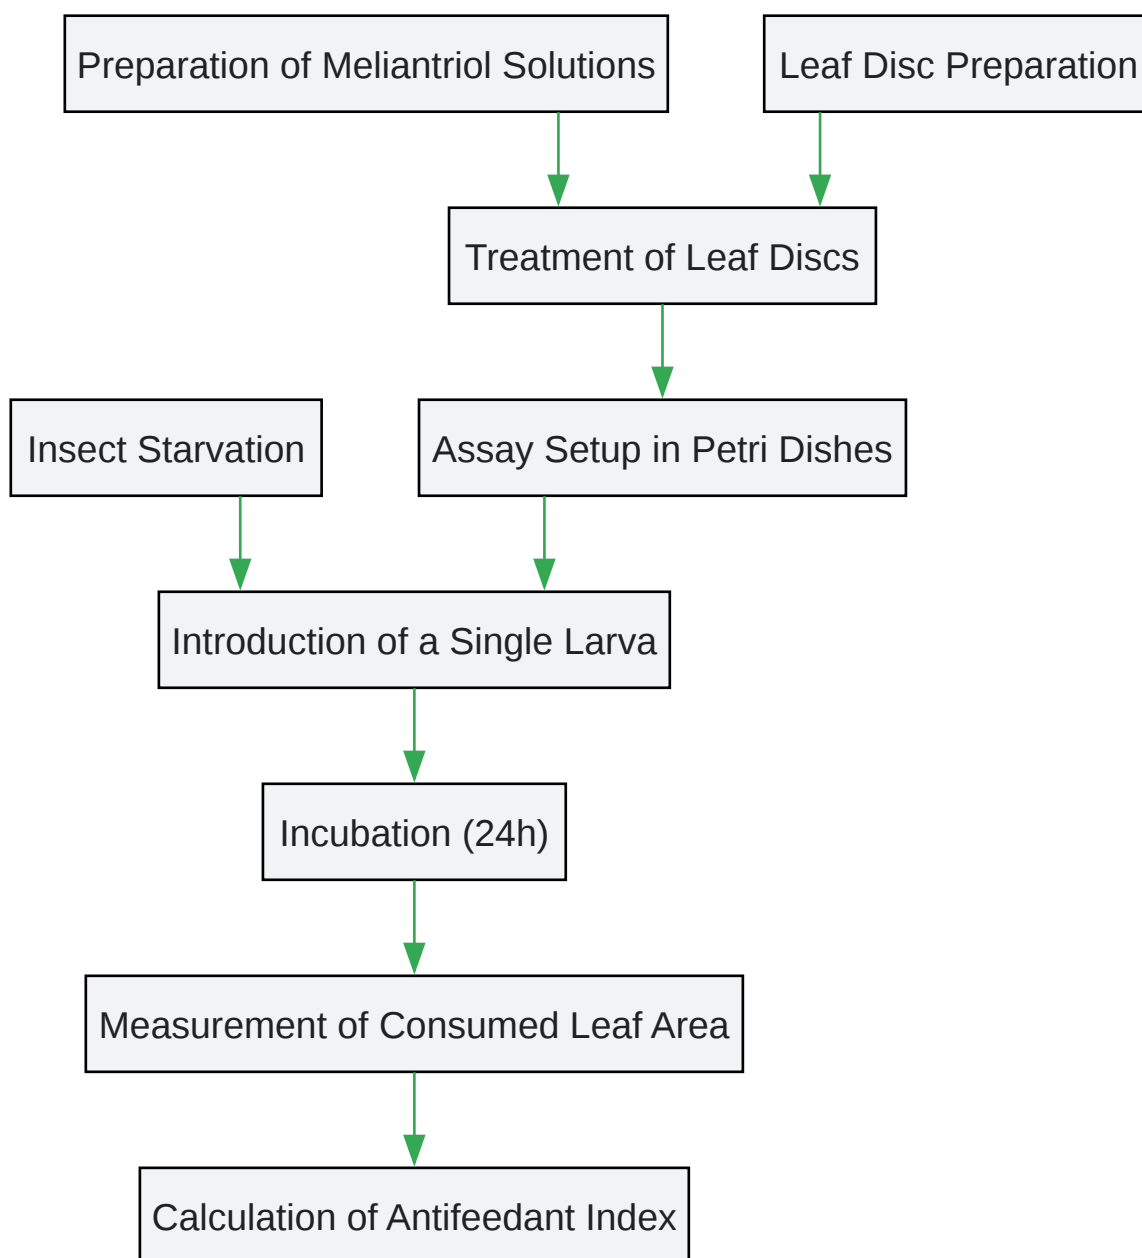 Preparation of Meliantriol Solutions
Leaf Disc Preparation
Treatment of Leaf Discs
Insect Starvation
Assay Setup in Petri Dishes
Introduction of a Single Larva
Incubation (24h)
Measurement of Consumed Leaf Area
Calculation of Antifeedant Index